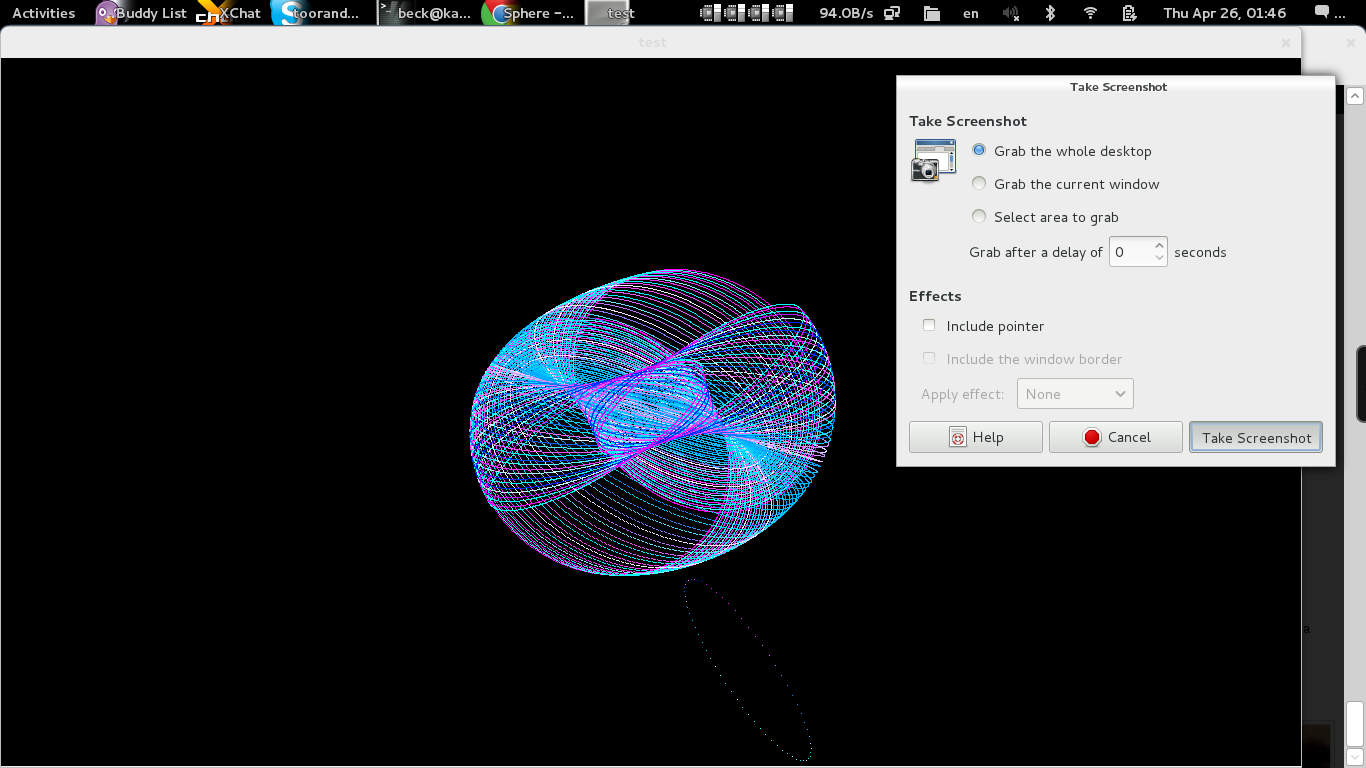 Activities Buddy List XChat toorand... beck@ka... Sphere –... test 94.0B/s en Thu Apr 26, 01:46 ...
test
Take Screenshot
Take Screenshot
Grab the whole desktop
Grab the current window
Select area to grab
Grab after a delay of 0 seconds
Effects
Include pointer
Include the window border
Apply effect: None
Help Cancel Take Screenshot
a